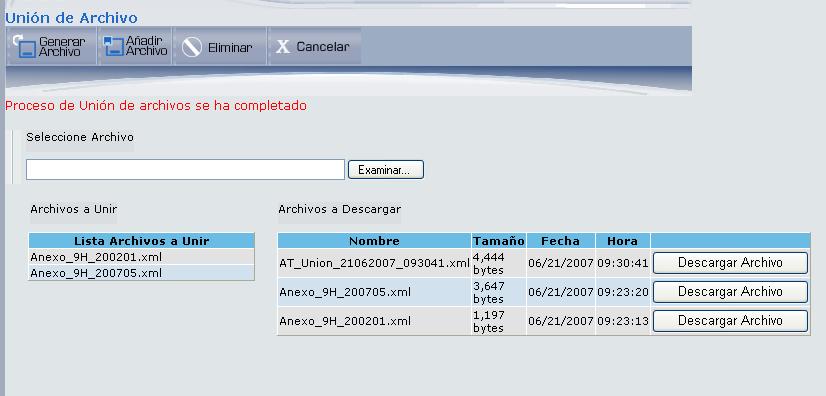 Unión de Archivo
Generar Archivo
Añadir Archivo
Eliminar
X Cancelar
Proceso de Unión de archivos se ha completado
Seleccione Archivo
Examinar...
Archivos a Unir
Lista Archivos a Unir
Anexo_9H_200201.xml
Anexo_9H_200705.xml
Archivos a Descargar
Nombre Tamaño Fecha Hora
AT_Union_21062007_093041.xml 4,444 bytes 06/21/2007 09:30:41 Descargar Archivo
Anexo_9H_200705.xml 3,647 bytes 06/21/2007 09:23:20 Descargar Archivo
Anexo_9H_200201.xml 1,197 bytes 06/21/2007 09:23:13 Descargar Archivo